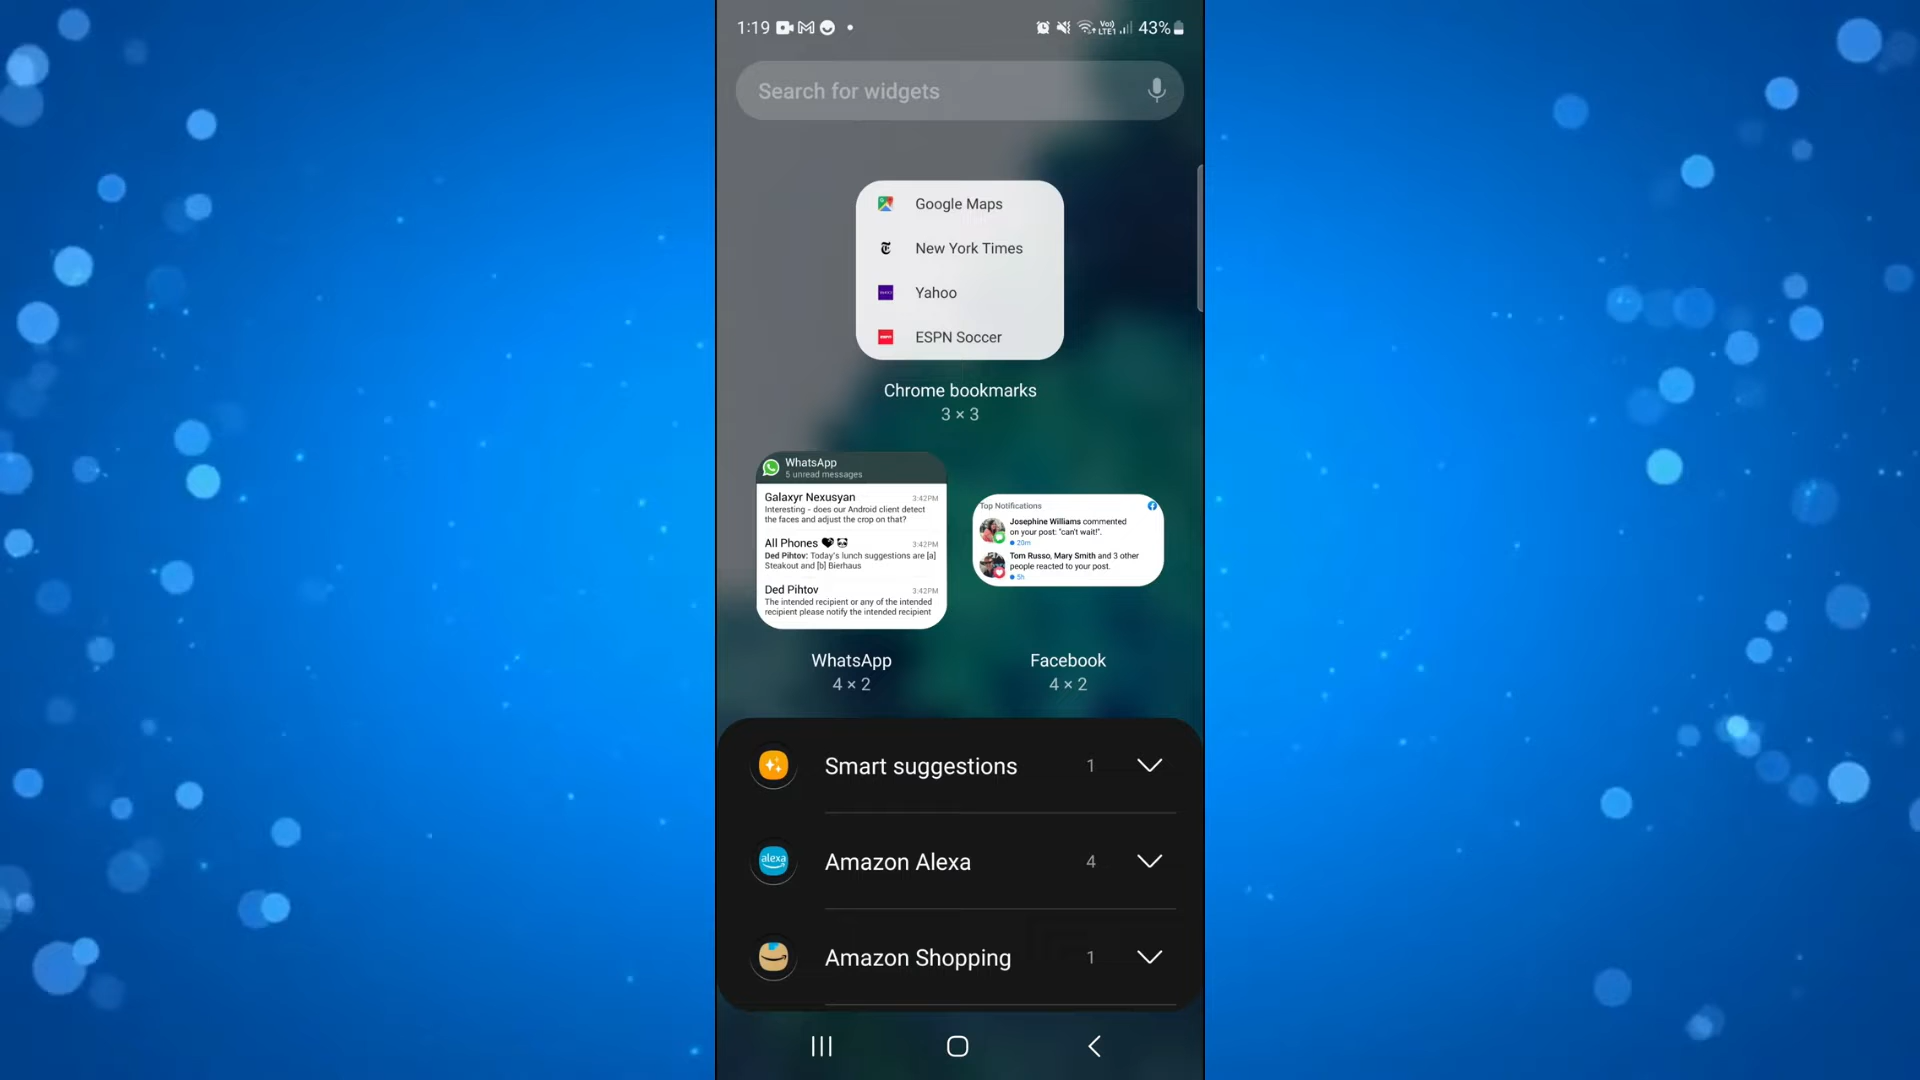 1:19
43%
Search for widgets
Google Maps
New York Times
Yahoo
ESPN Soccer
Chrome bookmarks
3 × 3
WhatsApp
5 unread messages
Galaxyr Nexusyan 3:42PM
Interesting - does our Android client detect
the faces and adjust the crop on that?
All Phones 3:42PM
Ded Pihtov: Today's lunch suggestions are [a]
Steakout and [b] Bierhaus
Ded Pihtov 3:42PM
The intended recipient or any of the intended
recipient please notify the intended recipient
Top Notifications
Josephine Williams commented
on your post: "can't wait!".
20m
Tom Russo, Mary Smith and 3 other
people reacted to your post.
5h
WhatsApp
4 × 2
Facebook
4 × 2
Smart suggestions 1
alexa
Amazon Alexa 4
Amazon Shopping 1